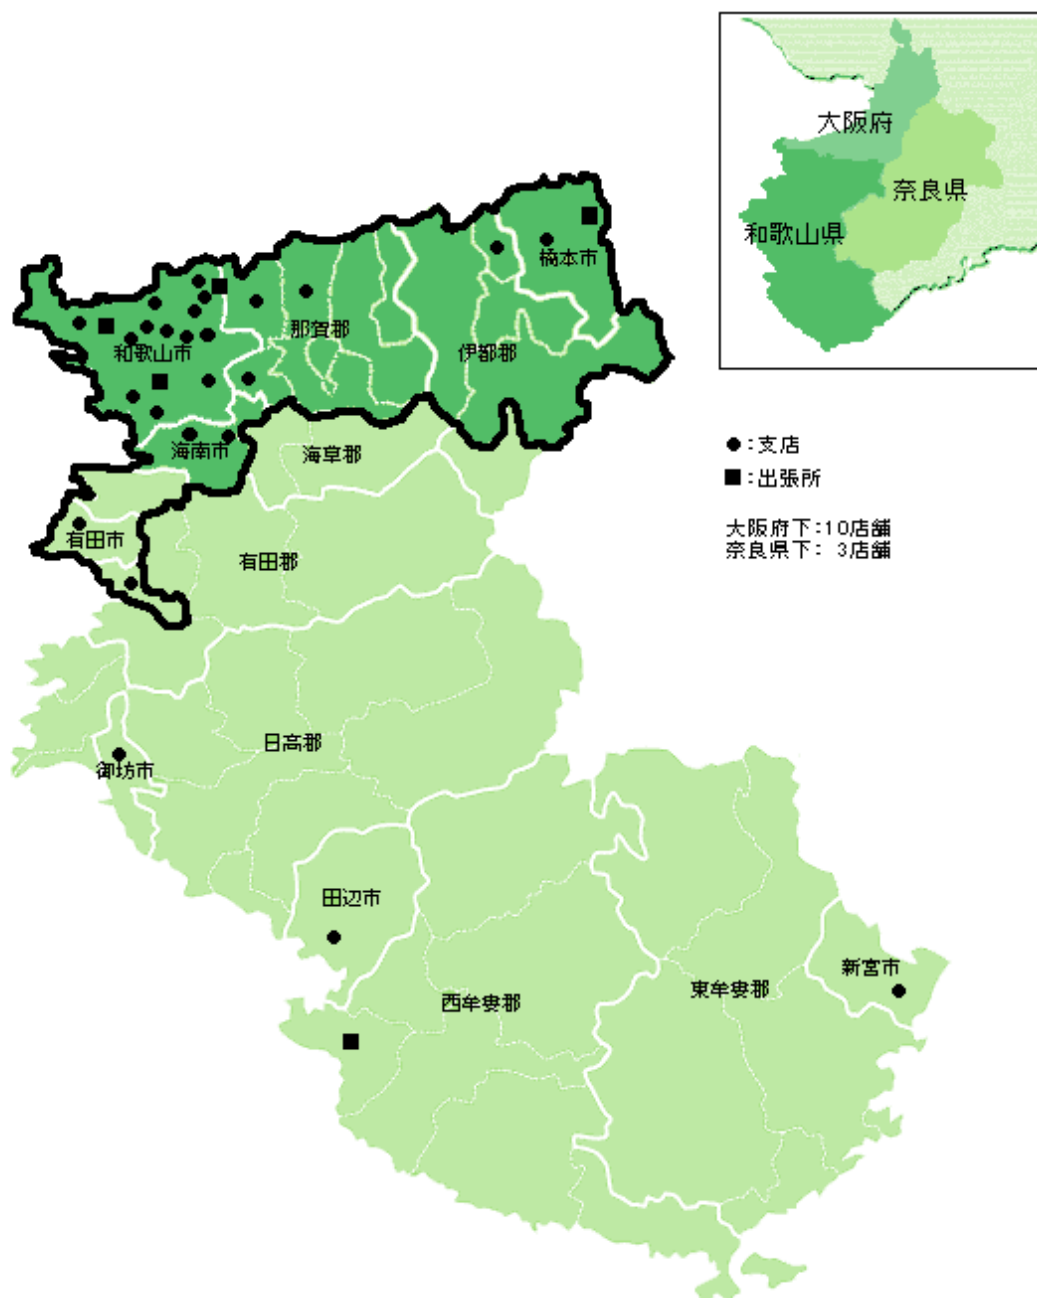 大阪府
奈良県
和歌山県
橋本市
那賀郡
和歌山市
伊都郡
海南市
海草郡
●:支店
■:出張所
大阪府下:10店舗
奈良県下: 3店舗
有田市
有田郡
日高郡
御坊市
田辺市
新宮市
東牟婁郡
西牟婁郡